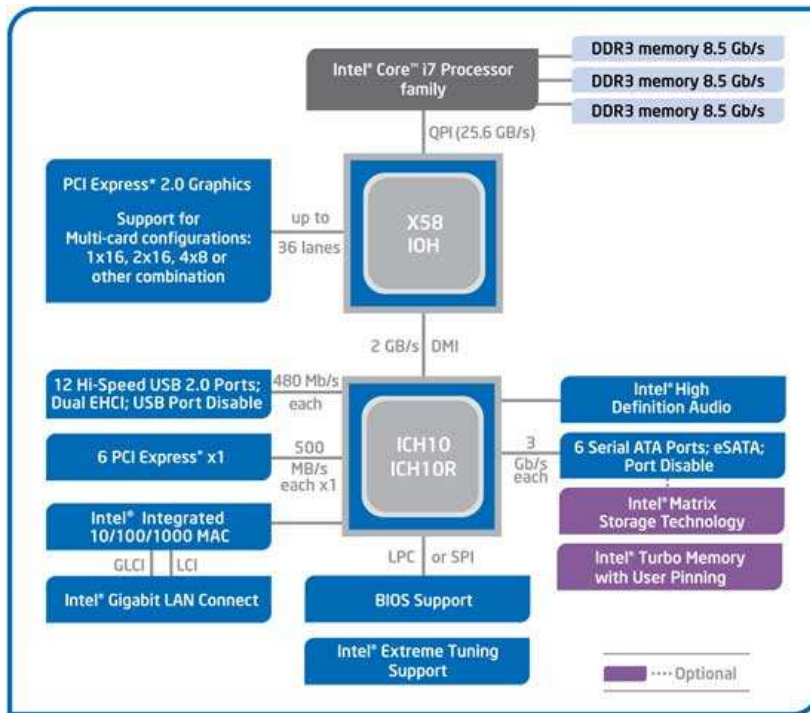 Intel® Core™ i7 Processor
family
DDR3 memory 8.5 Gb/s
DDR3 memory 8.5 Gb/s
DDR3 memory 8.5 Gb/s
QPI (25.6 GB/s)
PCI Express* 2.0 Graphics
Support for
Multi-card configurations:
1x16, 2x16, 4x8 or
other combination
up to
36 lanes
X58
IOH
2 GB/s DMI
12 Hi-Speed USB 2.0 Ports;
Dual EHCI; USB Port Disable
480 Mb/s
each
6 PCI Express* x1
500
MB/s
each x1
Intel® Integrated
10/100/1000 MAC
GLCI LCI
Intel® Gigabit LAN Connect
ICH10
ICH10R
Intel® High
Definition Audio
3
Gb/s
each
6 Serial ATA Ports; eSATA;
Port Disable
Intel® Matrix
Storage Technology
Intel® Turbo Memory
with User Pinning
LPC or SPI
BIOS Support
Intel® Extreme Tuning
Support
Optional